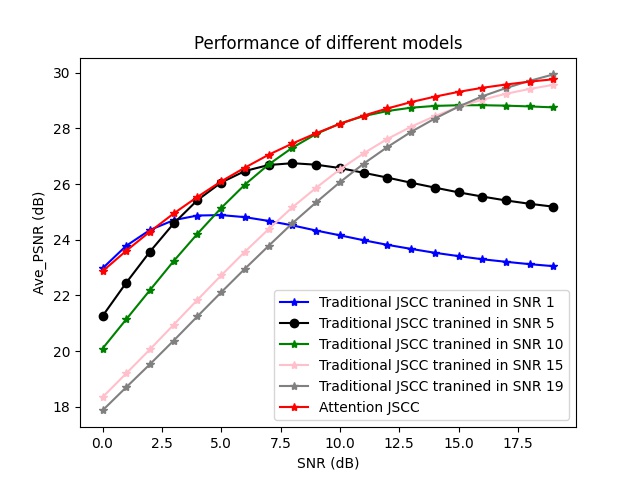 Performance of different models
Ave_PSNR (dB)
30
28
26
24
22
20
18
0.0 2.5 5.0 7.5 10.0 12.5 15.0 17.5
SNR (dB)
Traditional JSCC tranined in SNR 1
Traditional JSCC tranined in SNR 5
Traditional JSCC tranined in SNR 10
Traditional JSCC tranined in SNR 15
Traditional JSCC tranined in SNR 19
Attention JSCC